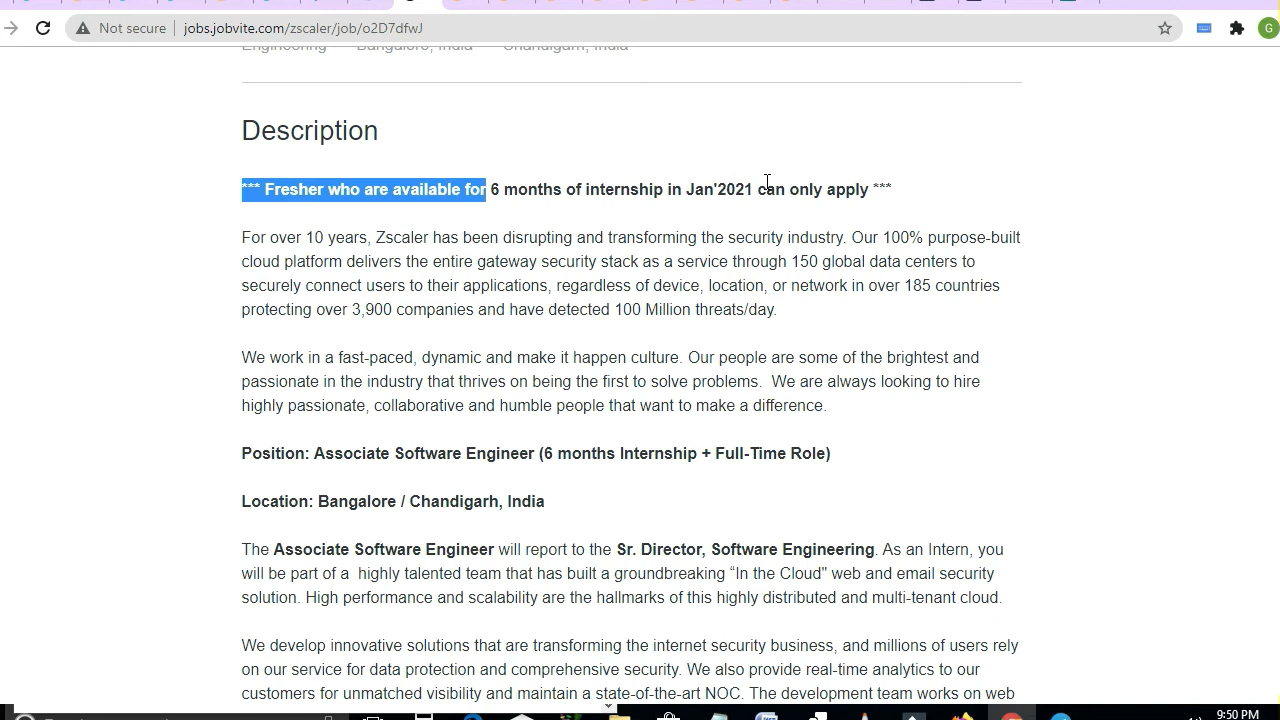 Not secure jobs.jobvite.com/zscaler/job/o2D7dfwJ G
Engineering Bangalore, India Chandigarh, India
Description
*** Fresher who are available for 6 months of internship in Jan'2021 can only apply ***
For over 10 years, Zscaler has been disrupting and transforming the security industry. Our 100% purpose-built
cloud platform delivers the entire gateway security stack as a service through 150 global data centers to
securely connect users to their applications, regardless of device, location, or network in over 185 countries
protecting over 3,900 companies and have detected 100 Million threats/day.
We work in a fast-paced, dynamic and make it happen culture. Our people are some of the brightest and
passionate in the industry that thrives on being the first to solve problems.  We are always looking to hire
highly passionate, collaborative and humble people that want to make a difference.
Position: Associate Software Engineer (6 months Internship + Full-Time Role)
Location: Bangalore / Chandigarh, India
The Associate Software Engineer will report to the Sr. Director, Software Engineering. As an Intern, you
will be part of a  highly talented team that has built a groundbreaking “In the Cloud" web and email security
solution. High performance and scalability are the hallmarks of this highly distributed and multi-tenant cloud.
We develop innovative solutions that are transforming the internet security business, and millions of users rely
on our service for data protection and comprehensive security. We also provide real-time analytics to our
customers for unmatched visibility and maintain a state-of-the-art NOC. The development team works on web
9:50 PM